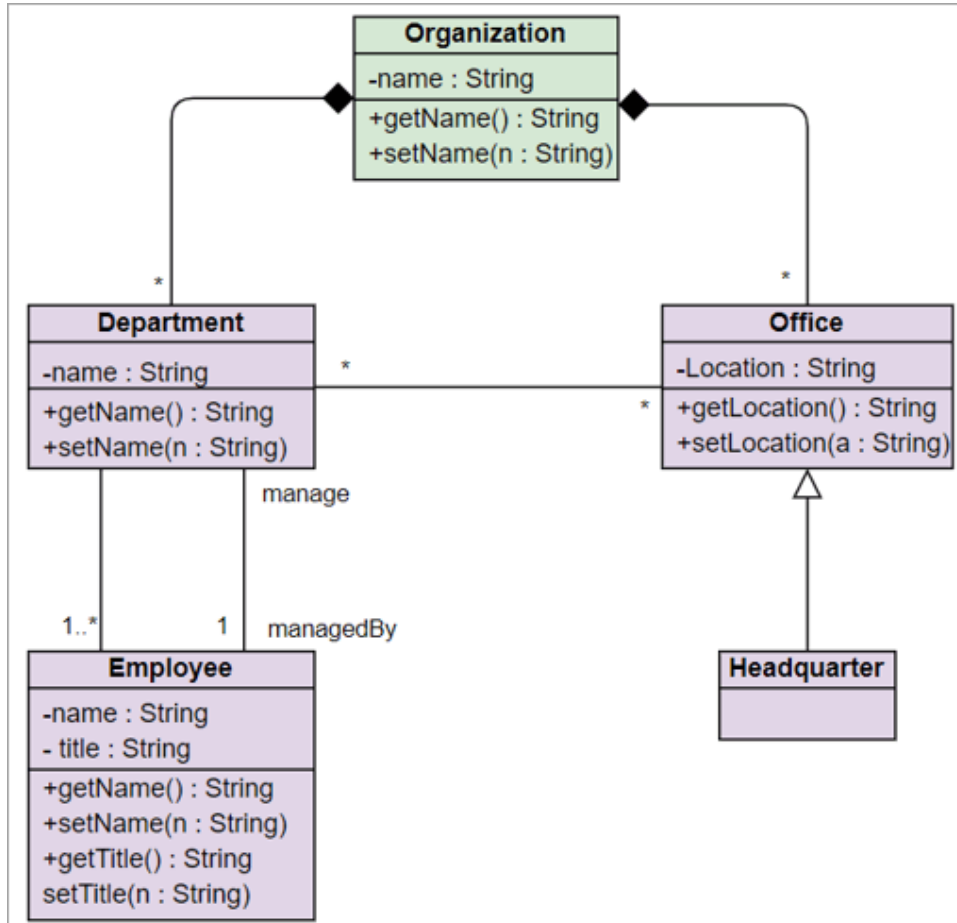 Organization
-name : String
+getName() : String
+setName(n : String)
*
*
Department
-name : String
+getName() : String
+setName(n : String)
*
*
Office
-Location : String
+getLocation() : String
+setLocation(a : String)
manage
1..*
1
managedBy
Employee
-name : String
- title : String
+getName() : String
+setName(n : String)
+getTitle() : String
setTitle(n : String)
Headquarter